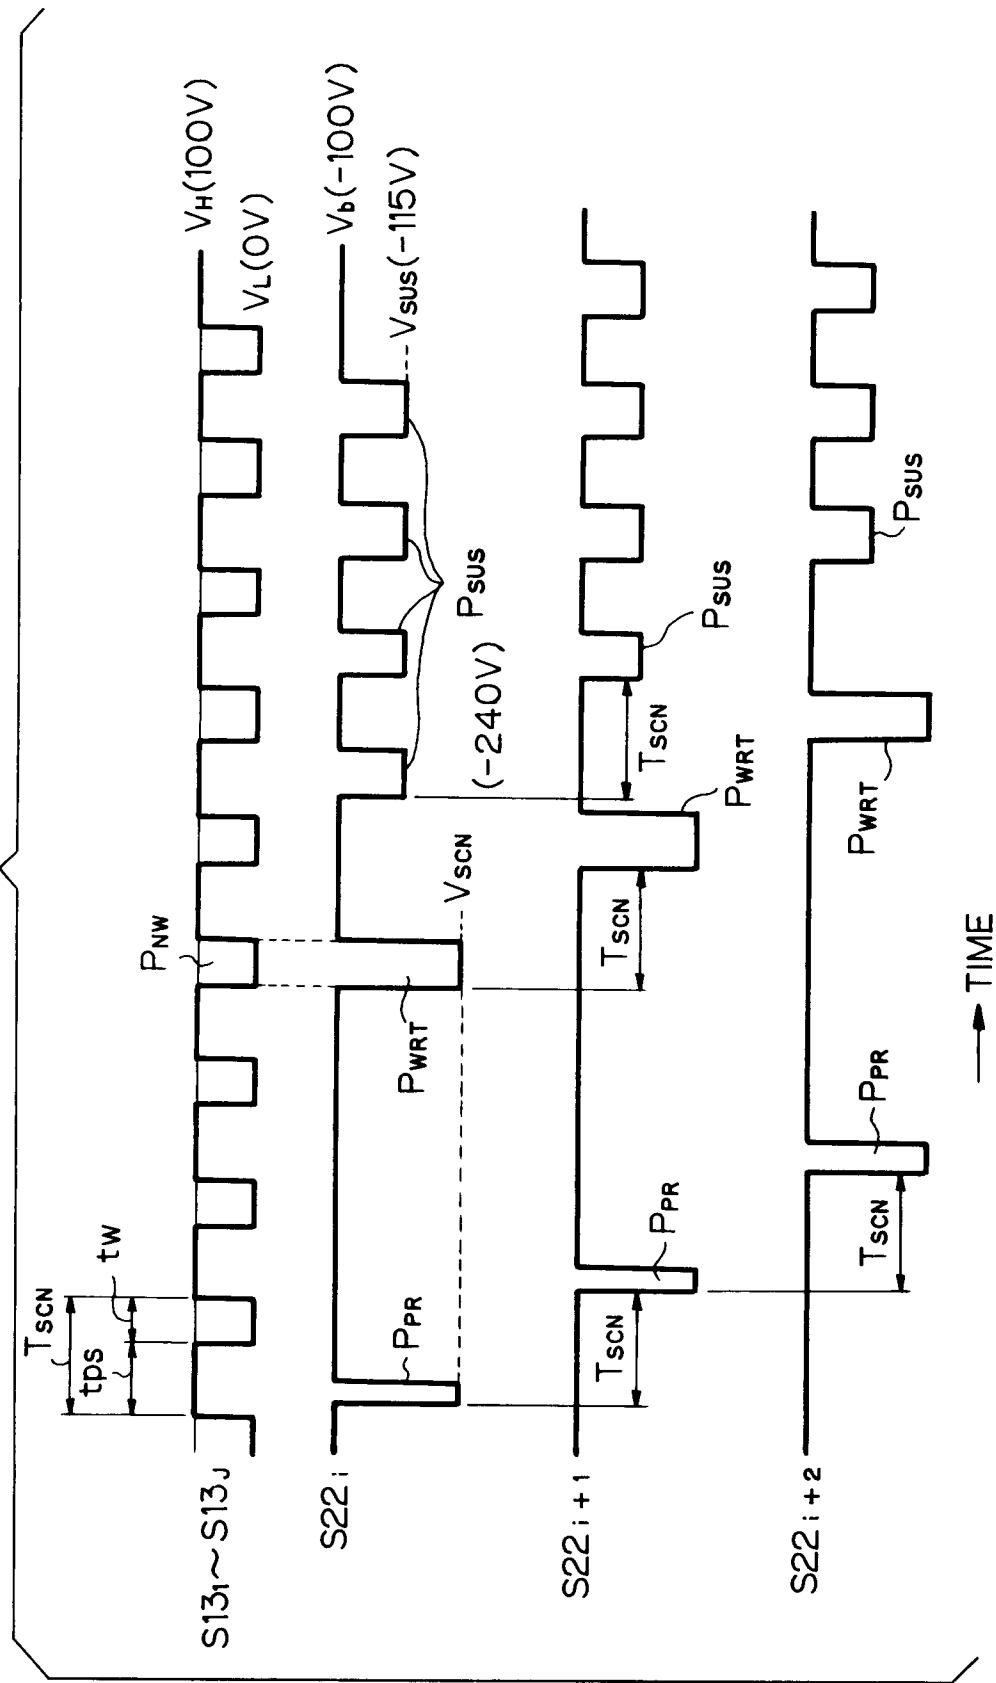 TSCN
tps tw
S131~S13J
PNW
VH(100V)
VL(0V)
S22i
PPR
PWRT
VSCN
(-240V)
PSUS
Vb(-100V)
VSUS(-115V)
S22i+1
TSCN
PPR
TSCN
PWRT
TSCN
PSUS
S22i+2
TSCN
PPR
PWRT
PSUS
TIME